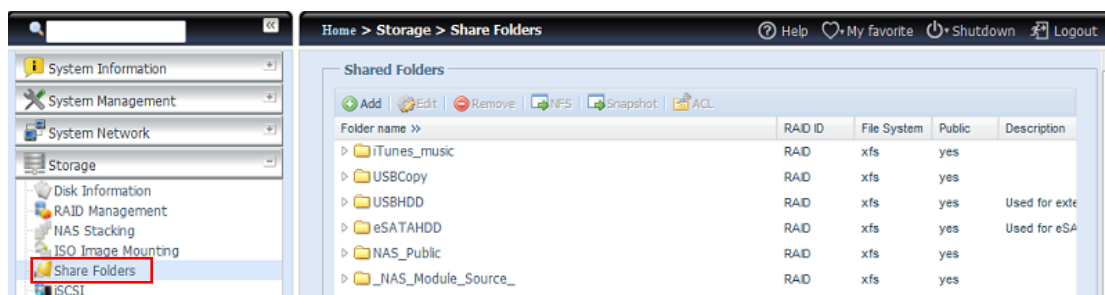 Home > Storage > Share Folders
Help My favorite Shutdown Logout
System Information
System Management
System Network
Storage
Disk Information
RAID Management
NAS Stacking
ISO Image Mounting
Share Folders
iSCSI
Shared Folders
Add Edit Remove NFS Snapshot ACL
Folder name » RAID ID File System Public Description
iTunes_music RAID xfs yes
USBCopy RAID xfs yes
USBHDD RAID xfs yes Used for exte
eSATAHDD RAID xfs yes Used for eSA
NAS_Public RAID xfs yes
_NAS_Module_Source_ RAID xfs yes